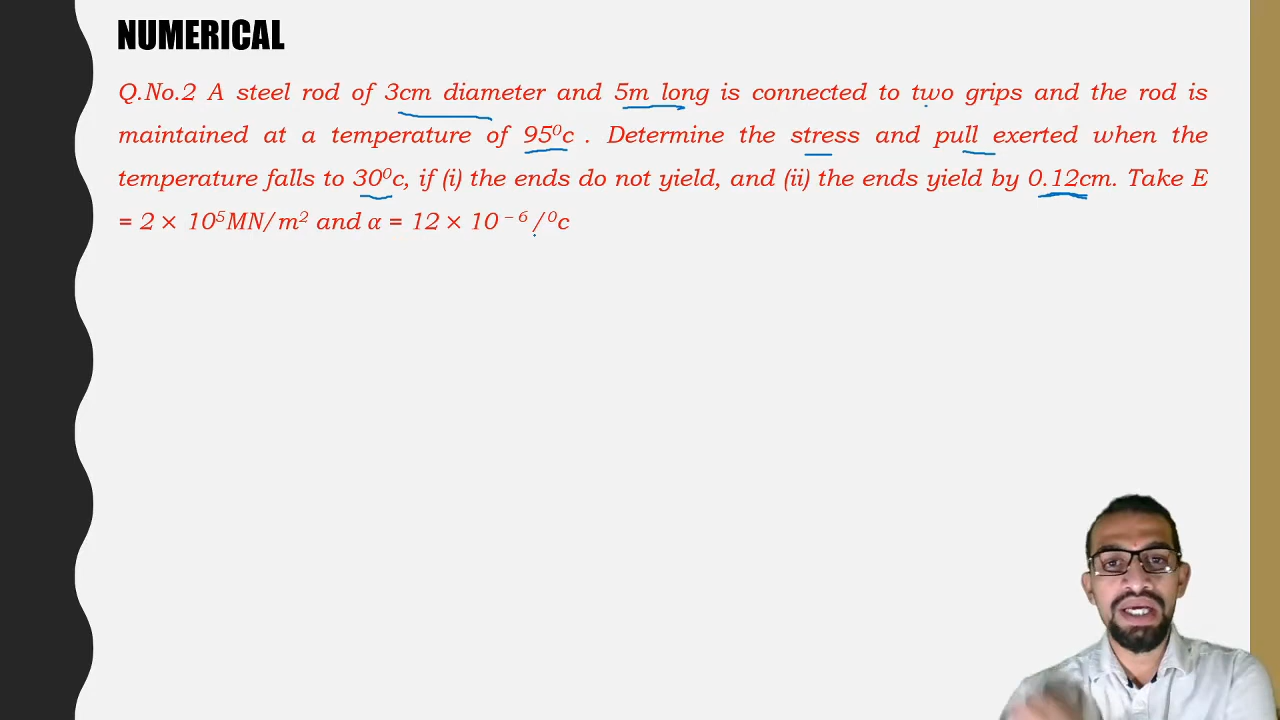 NUMERICAL
Q.No.2 A steel rod of 3cm diameter and 5m long is connected to two grips and the rod is
maintained at a temperature of 95⁰c . Determine the stress and pull exerted when the
temperature falls to 30⁰c, if (i) the ends do not yield, and (ii) the ends yield by 0.12cm. Take E
= 2 × 10⁵MN/m² and α = 12 × 10⁻⁶/⁰c